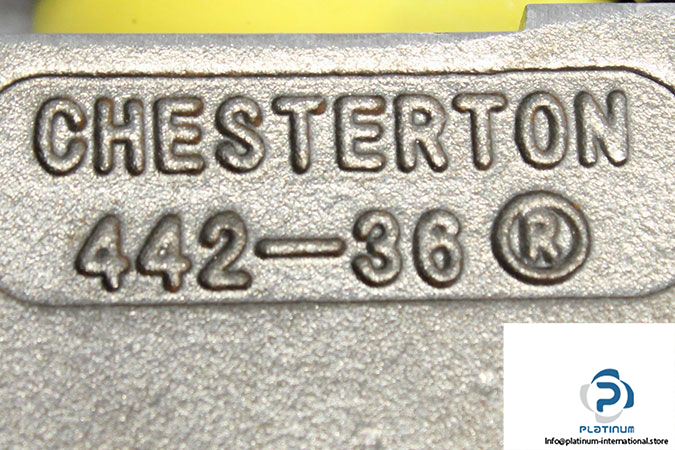 CHESTERTON
442-36 ®
PLATINUM
Info@platinum-international.store